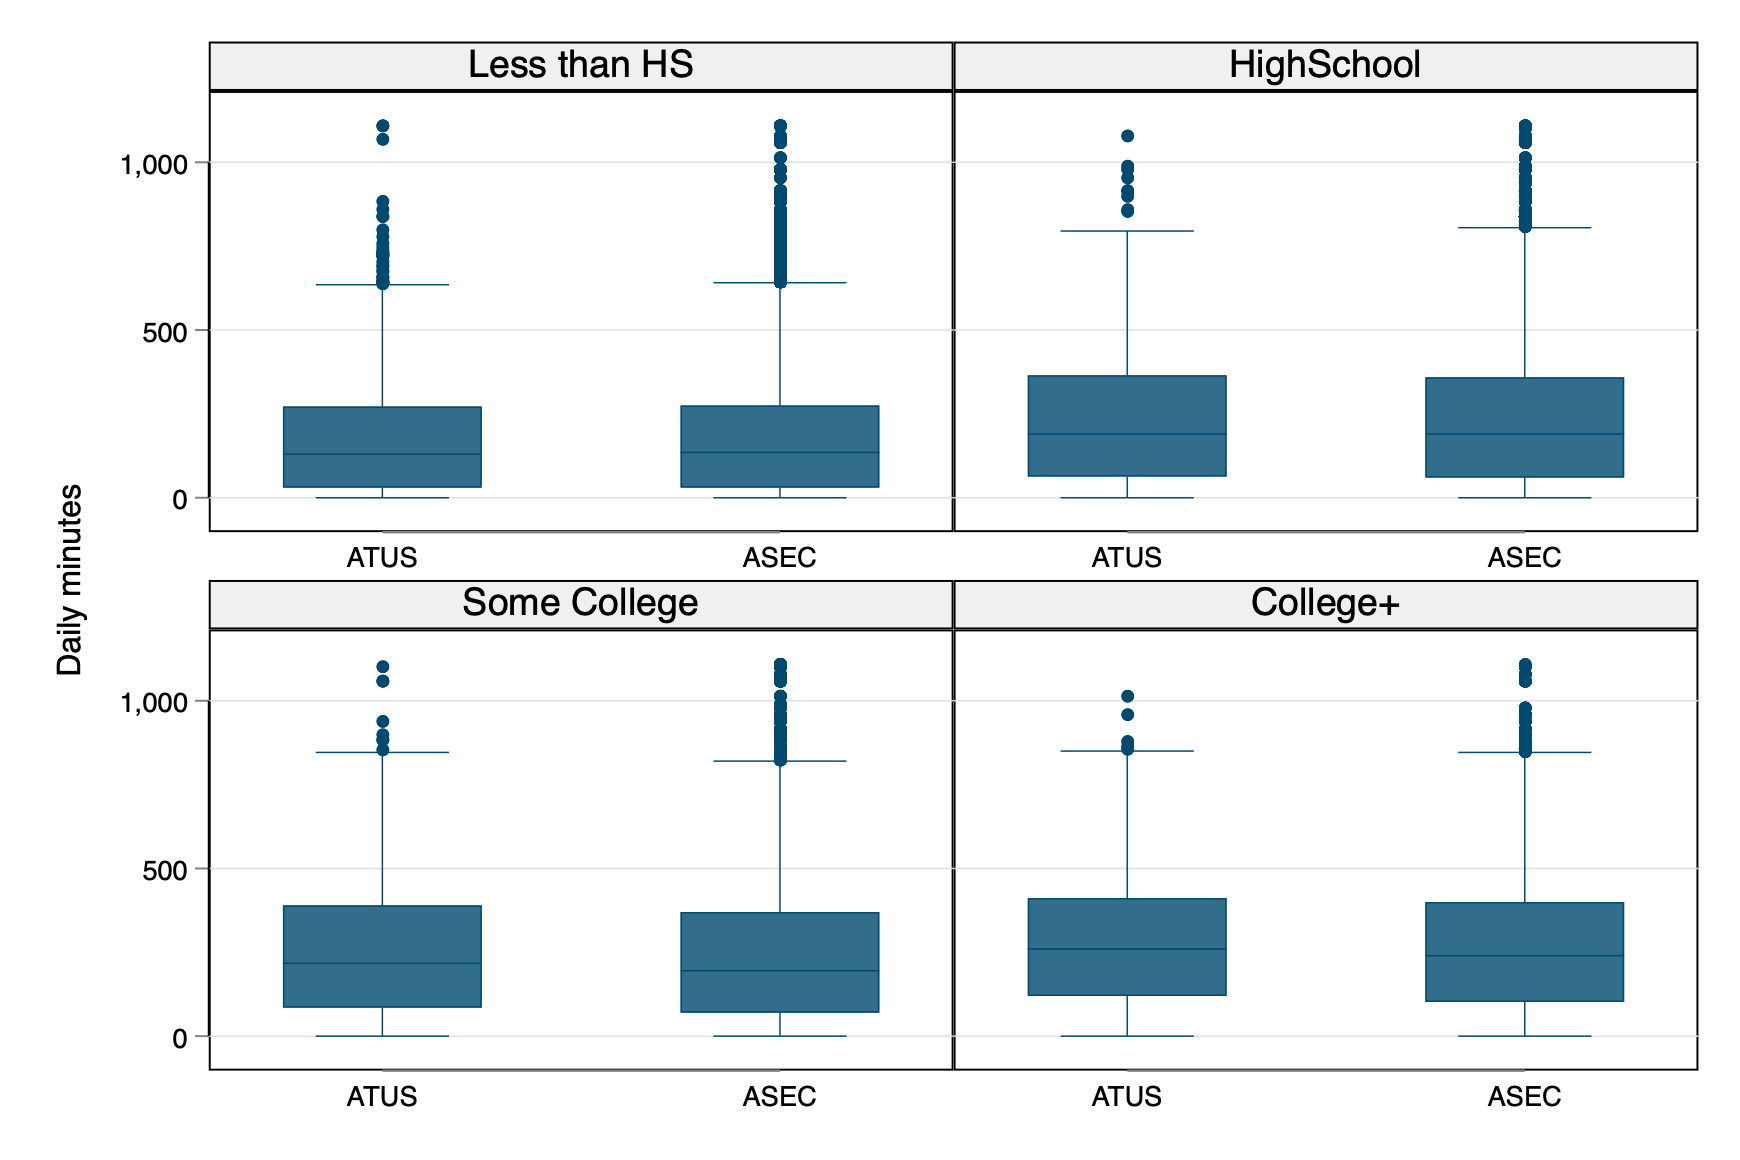 Less than HS
HighSchool
1,000
500
0
ATUS
ASEC
ATUS
ASEC
Daily minutes
Some College
College+
1,000
500
0
ATUS
ASEC
ATUS
ASEC